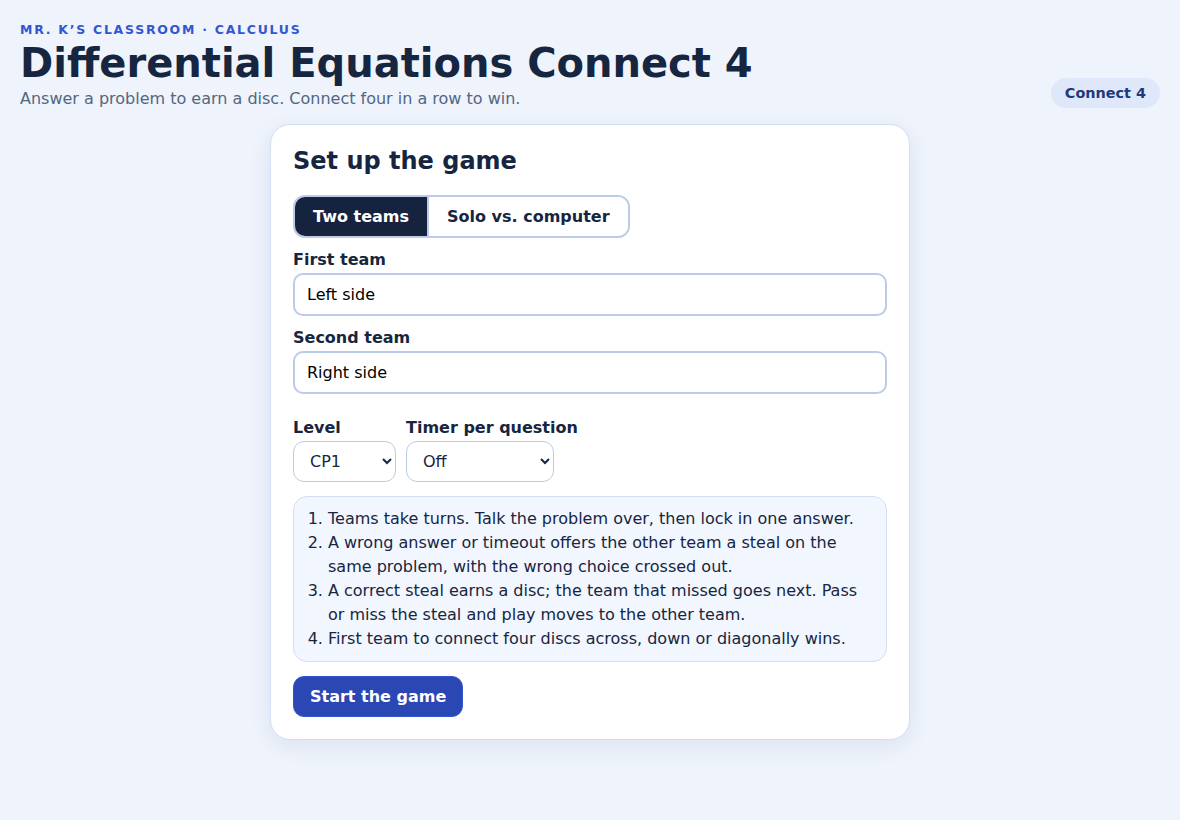 MR. K’S CLASSROOM · CALCULUS
Differential Equations Connect 4
Answer a problem to earn a disc. Connect four in a row to win.
Connect 4
Set up the game
Two teams
Solo vs. computer
First team
Left side
Second team
Right side
Level
Timer per question
CP1
Off
1. Teams take turns. Talk the problem over, then lock in one answer.
2. A wrong answer or timeout offers the other team a steal on the
same problem, with the wrong choice crossed out.
3. A correct steal earns a disc; the team that missed goes next. Pass
or miss the steal and play moves to the other team.
4. First team to connect four discs across, down or diagonally wins.
Start the game